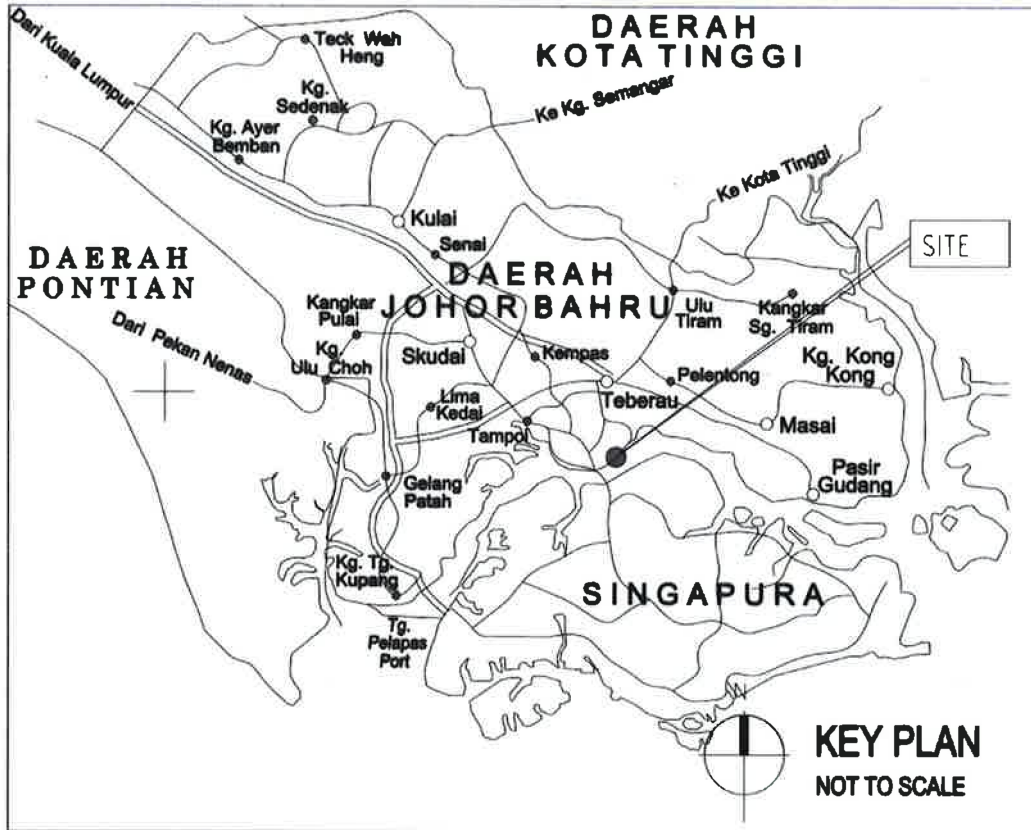 Dari Kuala Lumpur
Teck Wah
Heng
DAERAH
KOTA TINGGI
Kg.
Sedenak
Ke Kg. Semangar
Kg. Ayer
Bemban
Ke Kota Tinggi
Kulai
SITE
Senai
DAERAH
PONTIAN
DAERAH
JOHOR BAHRU
Kangkar
Pulai
Ulu
Tiram
Kangkar
Sg. Tiram
Dari Pekan Nenas
Kg.
Ulu Choh
Skudai
Kempas
Kg. Kong
Kong
Pelentong
Lima
Kedai
Teberau
Tampoi
Masai
Gelang
Patah
Pasir
Gudang
Kg. Tg.
Kupang
SINGAPURA
Tg.
Pelapas
Port
N
KEY PLAN
NOT TO SCALE